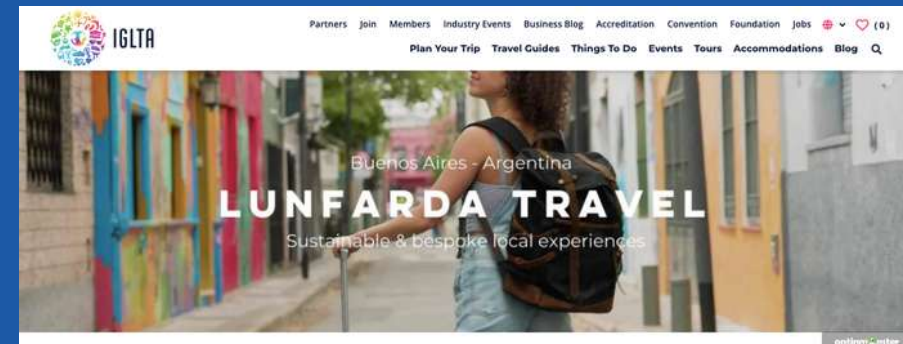 IGLTA
Partners Join Members Industry Events Business Blog Accreditation Convention Foundation Jobs (0)
Plan Your Trip Travel Guides Things To Do Events Tours Accommodations Blog
Buenos Aires - Argentina
LUNFARDA TRAVEL
Sustainable & bespoke local experiences